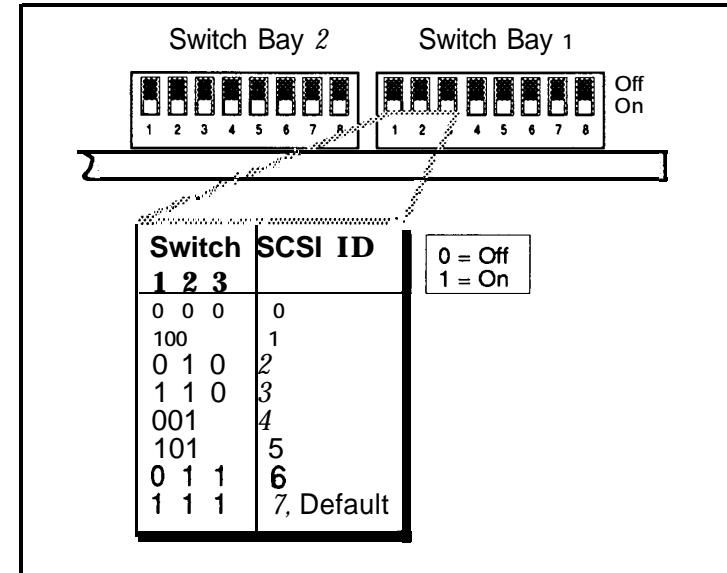 Switch Bay 2 Switch Bay 1
Off
On
1 2 3 4 5 6 7 8 1 2 3 4 5 6 7 8
Switch SCSI ID
1 2 3
0 = Off
1 = On
0 0 0 0
100 1
0 1 0 2
1 1 0 3
001 4
101 5
0 1 1 6
1 1 1 7, Default